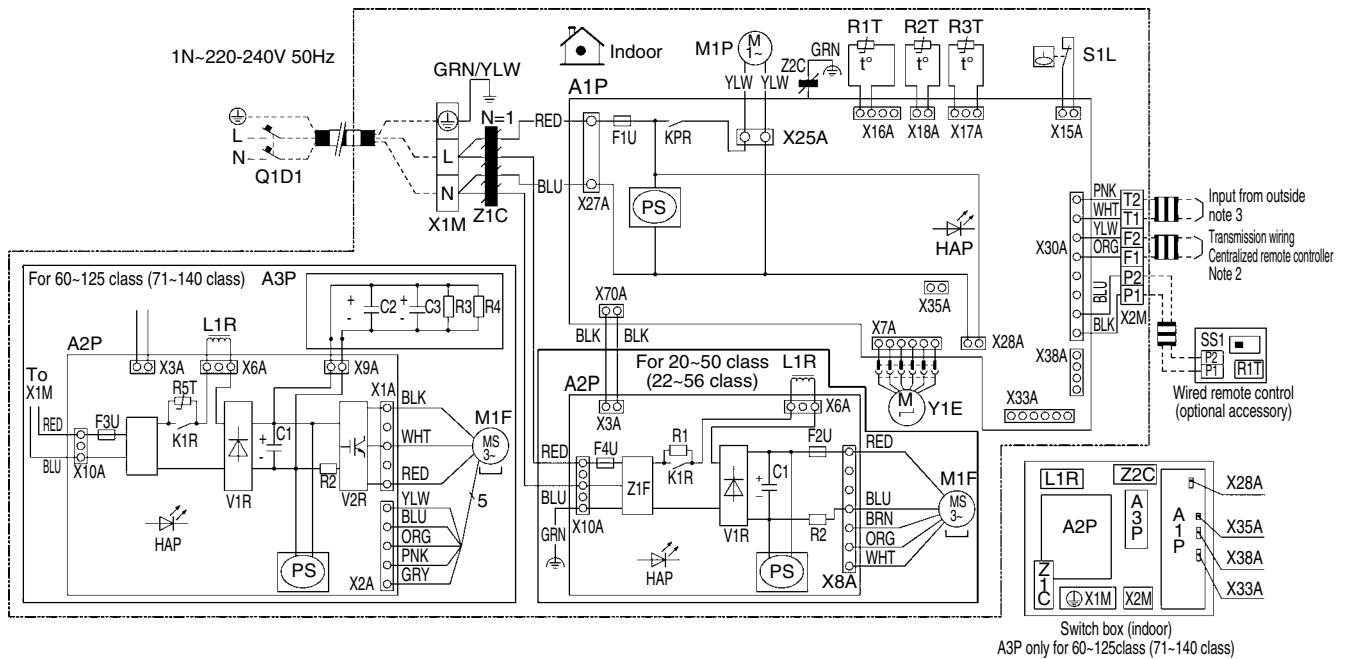 1N~220-240V 50Hz
L
N
Q1D1
GRN/YLW
L
N
X1M
N=1
Z1C
RED
BLU
Indoor
A1P
X27A
F1U
KPR
PS
M1P
M
1~
YLW YLW
X25A
Z2C
GRN
R1T
t°
X16A
R2T
t°
X18A
R3T
t°
X17A
S1L
X15A
HAP
X35A
X28A
X30A
X38A
X33A
PNK
WHT
YLW
ORG
BLU
BLK
T2
T1
F2
F1
P2
P1
X2M
Input from outside
note 3
Transmission wiring
Centralized remote controller
Note 2
SS1
P2
P1
R1T
Wired remote control
(optional accessory)
X70A
BLK BLK
X7A
M
Y1E
For 60~125 class (71~140 class)
A3P
+
-
C2
+
-
C3
R3
R4
A2P
X3A
L1R
X6A
X9A
To
X1M
RED
BLU
X10A
F3U
R5T
K1R
V1R
+
-
C1
R2
V2R
HAP
PS
X1A
BLK
WHT
RED
M1F
MS
3~
5
YLW
BLU
ORG
PNK
GRY
X2A
For 20~50 class
(22~56 class)
L1R
A2P
X3A
X6A
RED
BLU
GRN
X10A
F4U
Z1F
R1
K1R
V1R
+
-
C1
F2U
R2
HAP
PS
X8A
RED
BLU
BRN
ORG
WHT
M1F
MS
3~
L1R
Z2C
A2P
A3P
A1P
Z1C
X1M
X2M
X28A
X35A
X38A
X33A
Switch box (indoor)
A3P only for 60~125class (71~140 class)